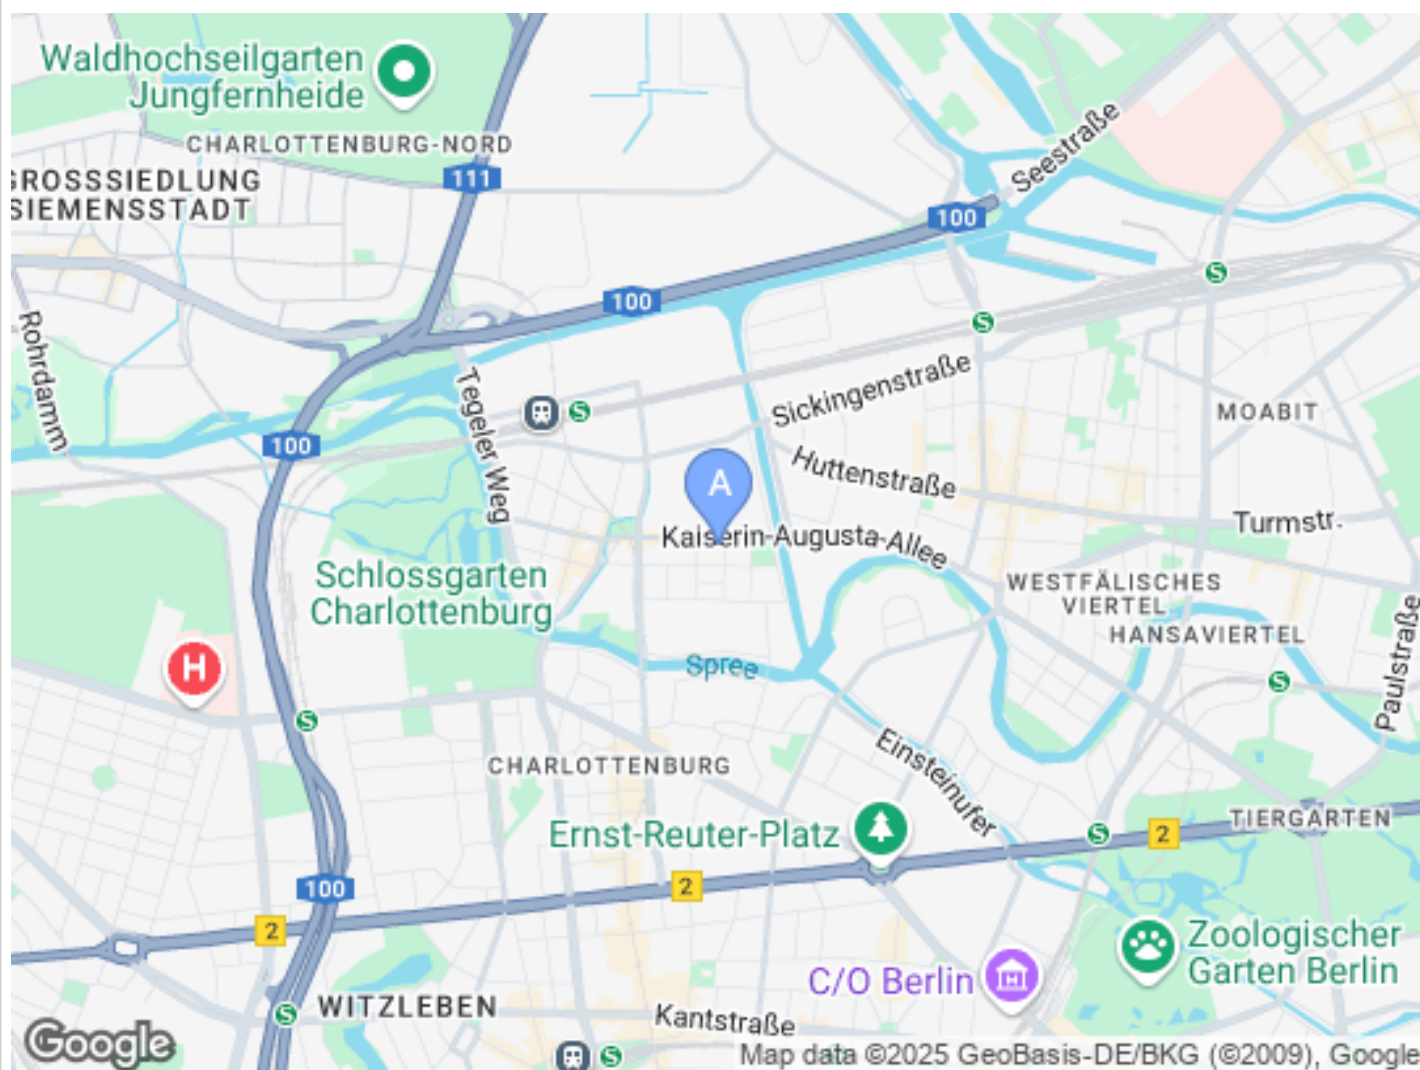 Waldhochseilgarten
Jungfernheide
CHARLOTTENBURG-NORD
111
GROSSSIEDLUNG
SIEMENSSTADT
Seestraße
100
S
100
S
Rohrdamm
Tegeler Weg
S
Sickingenstraße
MOABIT
100
A
Huttenstraße
Turmstr.
Kaiserin-Augusta-Allee
Schlossgarten
Charlottenburg
WESTFÄLISCHES
VIERTEL
HANSAVIERTEL
Paulstraße
H
Spree
S
S
CHARLOTTENBURG
Einsteinufer
Ernst-Reuter-Platz
TIERGARTEN
S
2
2
100
2
Zoologischer
Garten Berlin
C/O Berlin
WITZLEBEN
S
Kantstraße
S
Google
Map data ©2025 GeoBasis-DE/BKG (©2009), Google